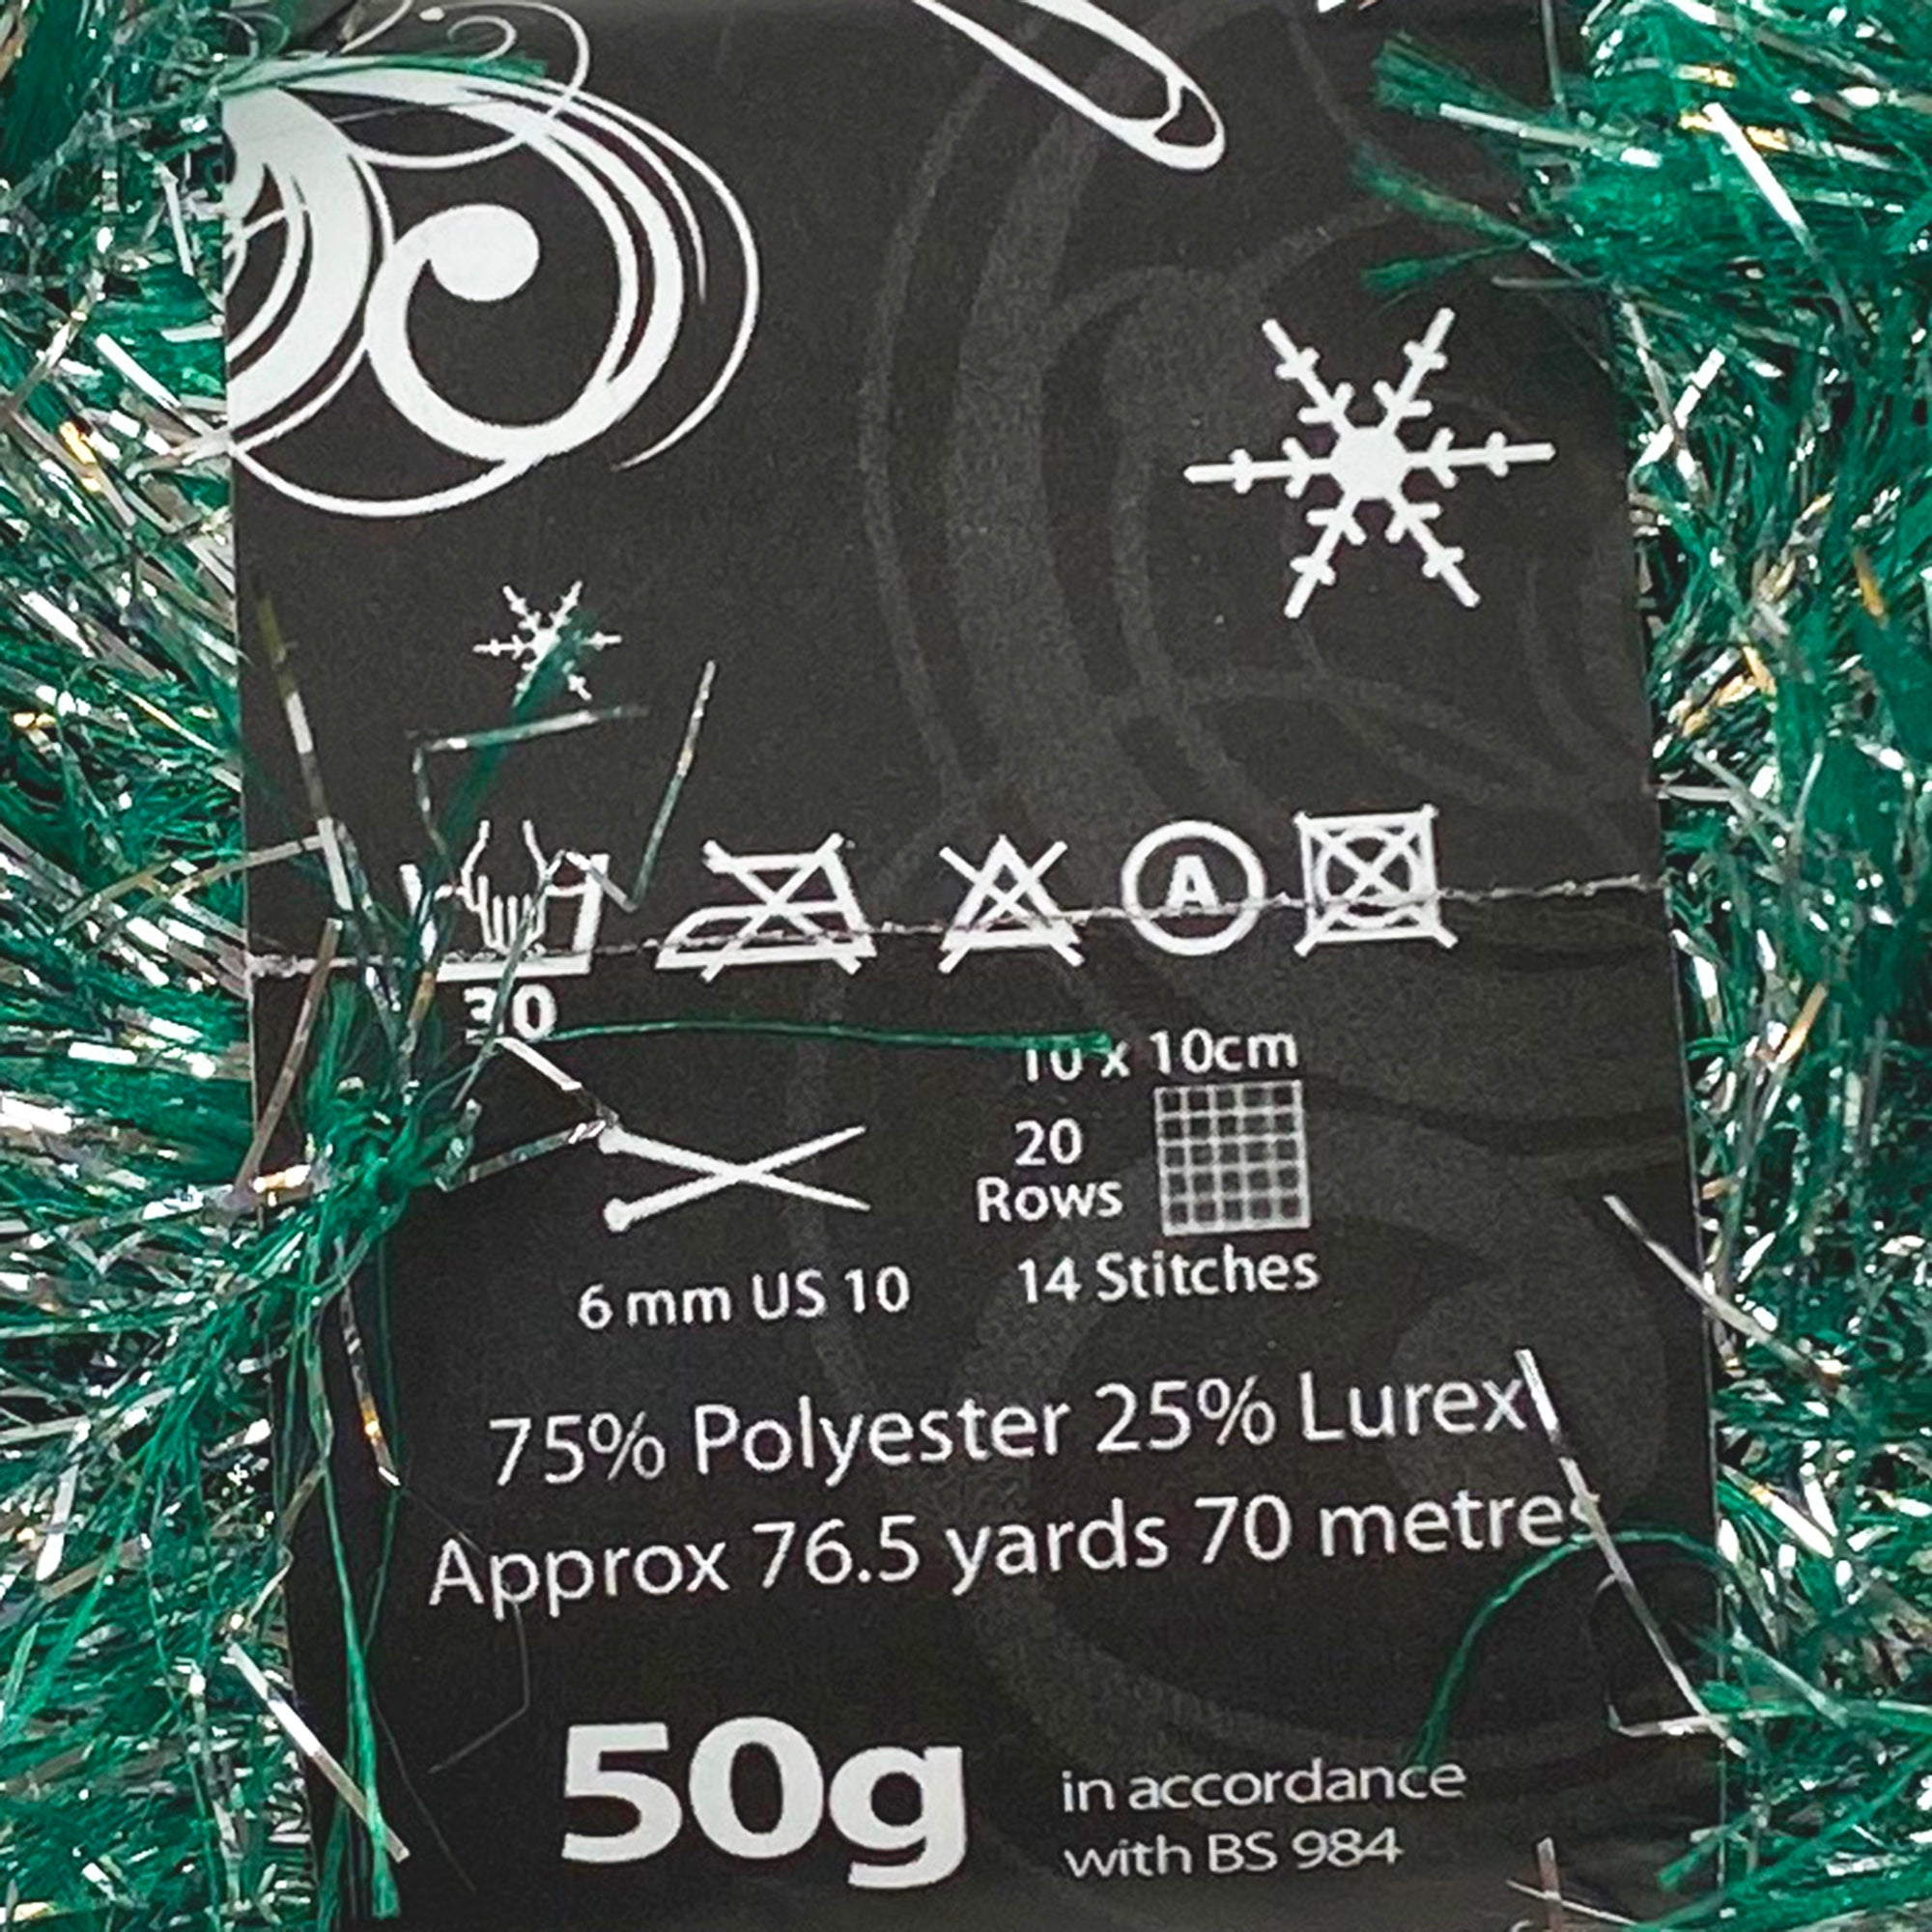 A
30
10 x 10cm
20
Rows
14 Stitches
6 mm US 10
75% Polyester 25% Lurex
Approx 76.5 yards 70 metres
50g
in accordance
with BS 984